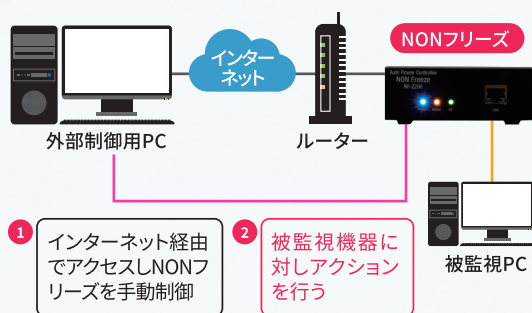 インター
ネット
NONフリーズ
Auto Power Controller
NON Freeze
NF-Z200
外部制御用PC
ルーター
被監視PC
1
インターネット経由
でアクセスしNONフ
リーズを手動制御
2
被監視機器に
対しアクション
を行う